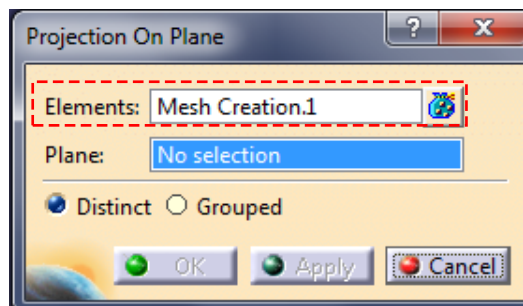 Projection On Plane
?
X
Elements: Mesh Creation.1
Plane: No selection
Distinct Grouped
OK Apply Cancel